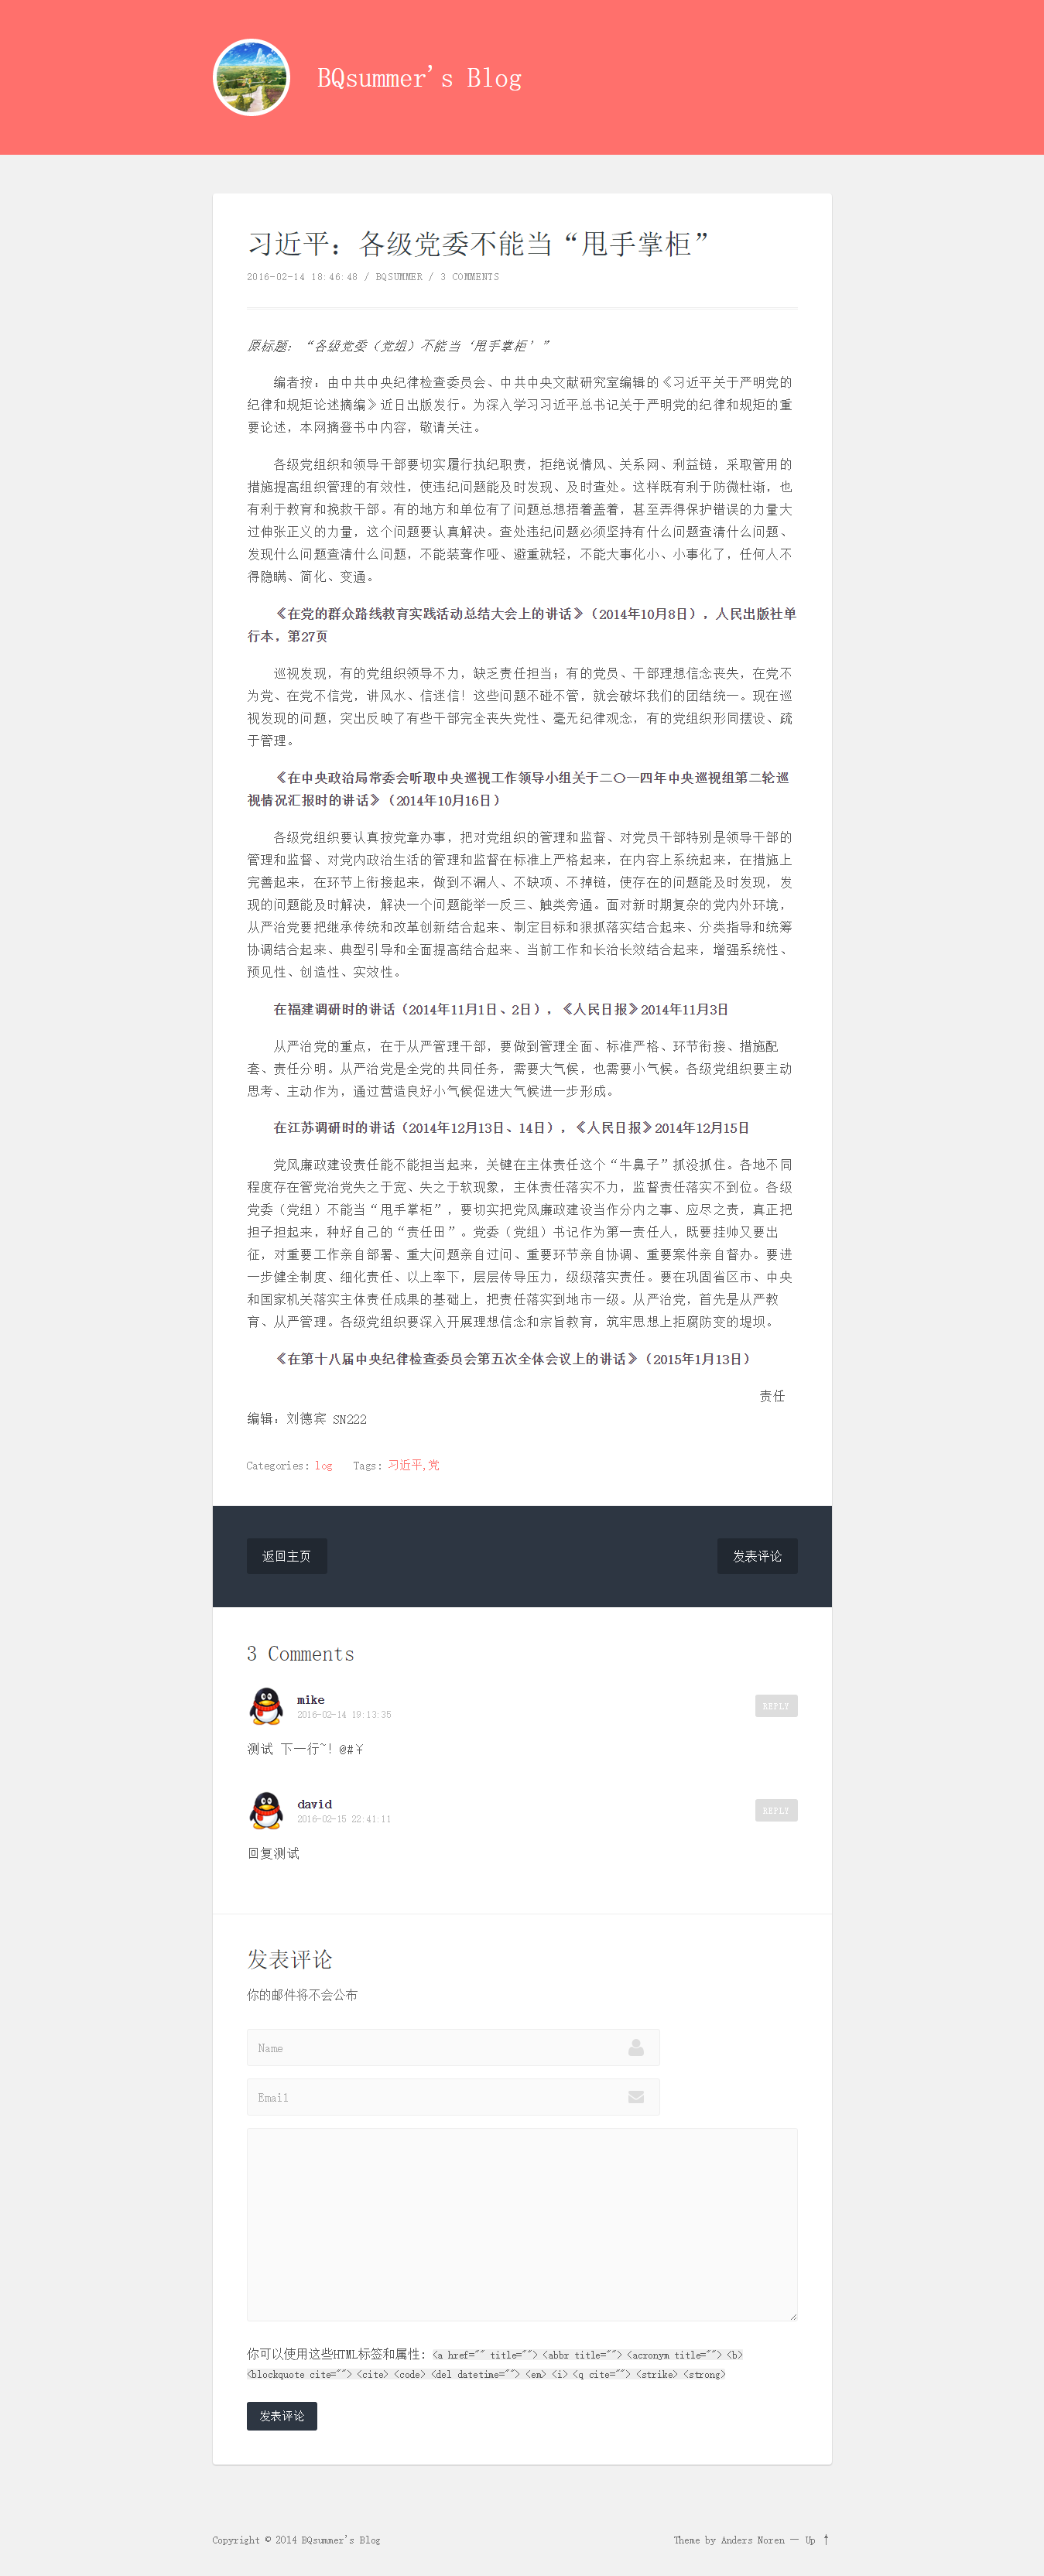 BQsummer's Blog
习近平：各级党委不能当“甩手掌柜”
2016-02-14 18:46:48 / BQSUMMER / 3 COMMENTS
原标题：“各级党委（党组）不能当‘甩手掌柜’”
编者按：由中共中央纪律检查委员会、中共中央文献研究室编辑的《习近平关于严明党的
纪律和规矩论述摘编》近日出版发行。为深入学习习近平总书记关于严明党的纪律和规矩的重
要论述，本网摘登书中内容，敬请关注。
各级党组织和领导干部要切实履行执纪职责，拒绝说情风、关系网、利益链，采取管用的
措施提高组织管理的有效性，使违纪问题能及时发现、及时查处。这样既有利于防微杜渐，也
有利于教育和挽救干部。有的地方和单位有了问题总想捂着盖着，甚至弄得保护错误的力量大
过伸张正义的力量，这个问题要认真解决。查处违纪问题必须坚持有什么问题查清什么问题、
发现什么问题查清什么问题，不能装聋作哑、避重就轻，不能大事化小、小事化了，任何人不
得隐瞒、简化、变通。
《在党的群众路线教育实践活动总结大会上的讲话》（2014年10月8日），人民出版社单
行本，第27页
巡视发现，有的党组织领导不力，缺乏责任担当；有的党员、干部理想信念丧失，在党不
为党、在党不信党，讲风水、信迷信！这些问题不碰不管，就会破坏我们的团结统一。现在巡
视发现的问题，突出反映了有些干部完全丧失党性、毫无纪律观念，有的党组织形同摆设、疏
于管理。
《在中央政治局常委会听取中央巡视工作领导小组关于二〇一四年中央巡视组第二轮巡
视情况汇报时的讲话》（2014年10月16日）
各级党组织要认真按党章办事，把对党组织的管理和监督、对党员干部特别是领导干部的
管理和监督、对党内政治生活的管理和监督在标准上严格起来，在内容上系统起来，在措施上
完善起来，在环节上衔接起来，做到不漏人、不缺项、不掉链，使存在的问题能及时发现，发
现的问题能及时解决，解决一个问题能举一反三、触类旁通。面对新时期复杂的党内外环境，
从严治党要把继承传统和改革创新结合起来、制定目标和狠抓落实结合起来、分类指导和统筹
协调结合起来、典型引导和全面提高结合起来、当前工作和长治长效结合起来，增强系统性、
预见性、创造性、实效性。
在福建调研时的讲话（2014年11月1日、2日），《人民日报》2014年11月3日
从严治党的重点，在于从严管理干部，要做到管理全面、标准严格、环节衔接、措施配
套、责任分明。从严治党是全党的共同任务，需要大气候，也需要小气候。各级党组织要主动
思考、主动作为，通过营造良好小气候促进大气候进一步形成。
在江苏调研时的讲话（2014年12月13日、14日），《人民日报》2014年12月15日
党风廉政建设责任能不能担当起来，关键在主体责任这个“牛鼻子”抓没抓住。各地不同
程度存在管党治党失之于宽、失之于软现象，主体责任落实不力，监督责任落实不到位。各级
党委（党组）不能当“甩手掌柜”，要切实把党风廉政建设当作分内之事、应尽之责，真正把
担子担起来，种好自己的“责任田”。党委（党组）书记作为第一责任人，既要挂帅又要出
征，对重要工作亲自部署、重大问题亲自过问、重要环节亲自协调、重要案件亲自督办。要进
一步健全制度、细化责任、以上率下，层层传导压力，级级落实责任。要在巩固省区市、中央
和国家机关落实主体责任成果的基础上，把责任落实到地市一级。从严治党，首先是从严教
育、从严管理。各级党组织要深入开展理想信念和宗旨教育，筑牢思想上拒腐防变的堤坝。
《在第十八届中央纪律检查委员会第五次全体会议上的讲话》（2015年1月13日）
责任
编辑：刘德宾 SN222
Categories: log Tags: 习近平,党
返回主页 发表评论
3 Comments
mike
2016-02-14 19:13:35
REPLY
测试 下一行~！@#￥
david
2016-02-15 22:41:11
REPLY
回复测试
发表评论
你的邮件将不会公布
Name
Email
你可以使用这些HTML标签和属性：<a href="" title=""> <abbr title=""> <acronym title=""> <b>
<blockquote cite=""> <cite> <code> <del datetime=""> <em> <i> <q cite=""> <strike> <strong>
发表评论
Copyright © 2014 BQsummer's Blog Theme by Anders Noren — Up ↑